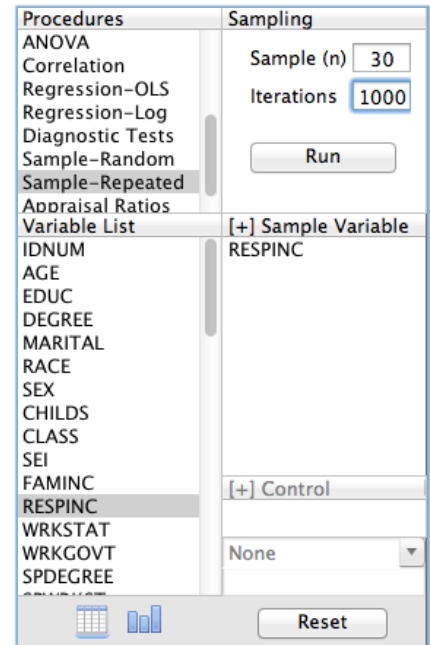 Procedures
ANOVA
Correlation
Regression-OLS
Regression-Log
Diagnostic Tests
Sample-Random
Sample-Repeated
Appraisal Ratios
Sampling
Sample (n) 30
Iterations 1000
Run
Variable List
IDNUM
AGE
EDUC
DEGREE
MARITAL
RACE
SEX
CHILDS
CLASS
SEI
FAMINC
RESPINC
WRKSTAT
WRKGOVT
SPDEGREE
[+] Sample Variable
RESPINC
[+] Control
None
Reset